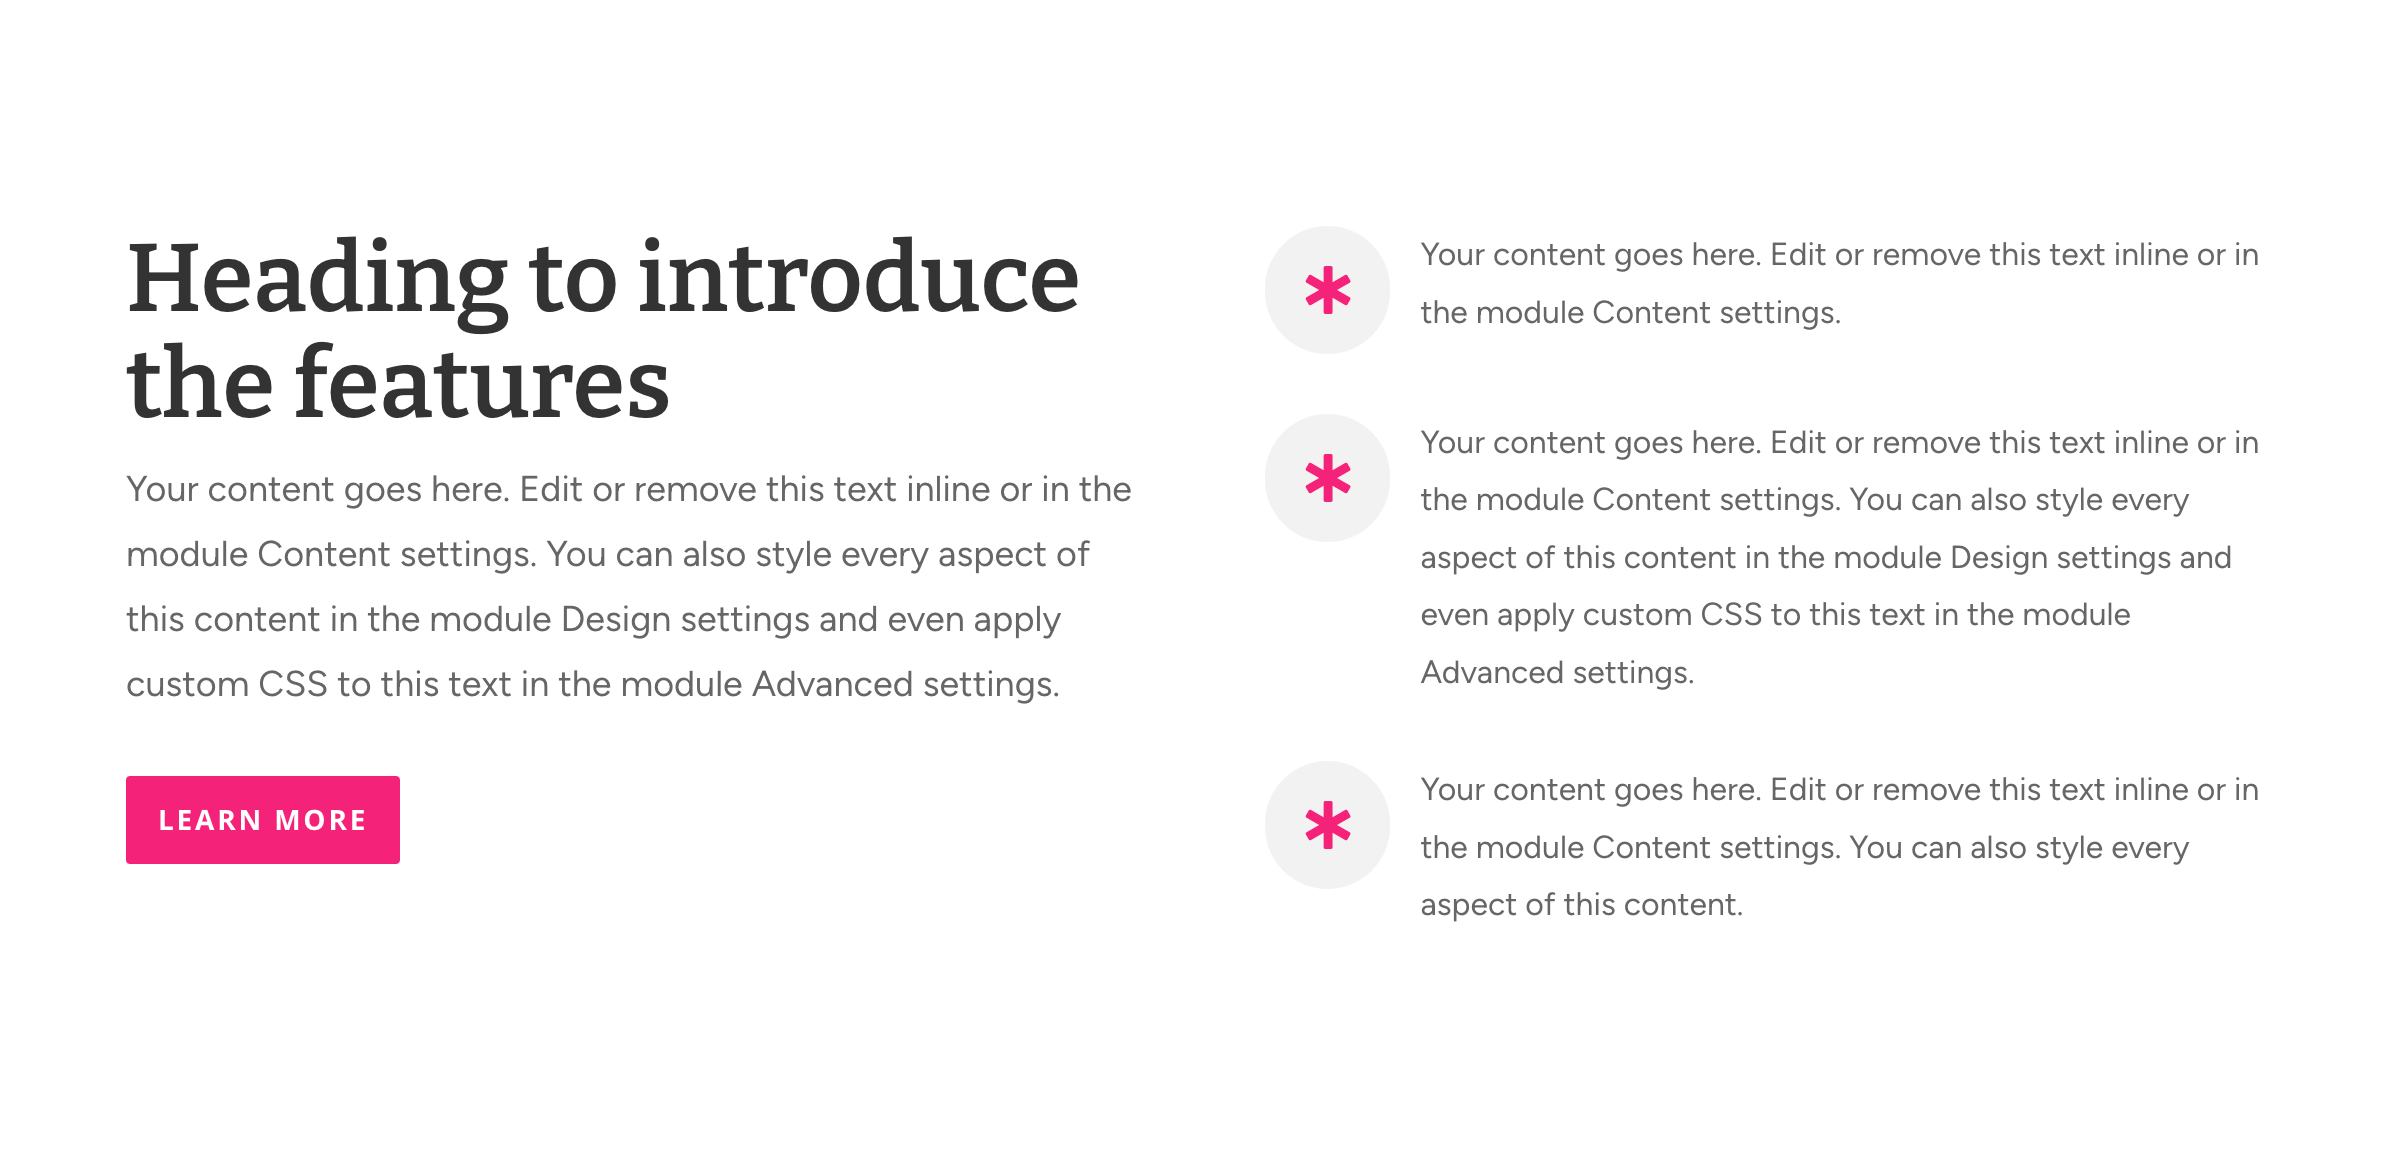 Heading to introduce
the features
Your content goes here. Edit or remove this text inline or in the
module Content settings. You can also style every aspect of
this content in the module Design settings and even apply
custom CSS to this text in the module Advanced settings.
LEARN MORE
Your content goes here. Edit or remove this text inline or in
the module Content settings.
Your content goes here. Edit or remove this text inline or in
the module Content settings. You can also style every
aspect of this content in the module Design settings and
even apply custom CSS to this text in the module
Advanced settings.
Your content goes here. Edit or remove this text inline or in
the module Content settings. You can also style every
aspect of this content.